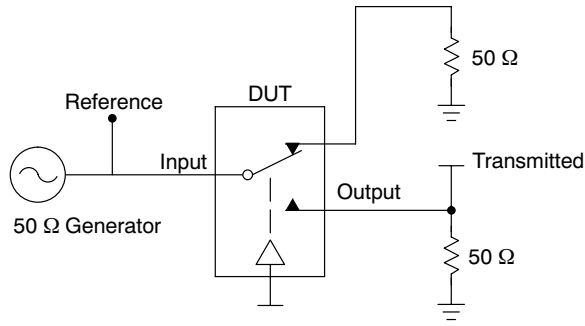 50 Ω
DUT
Reference
Input
Transmitted
Output
50 Ω Generator
50 Ω